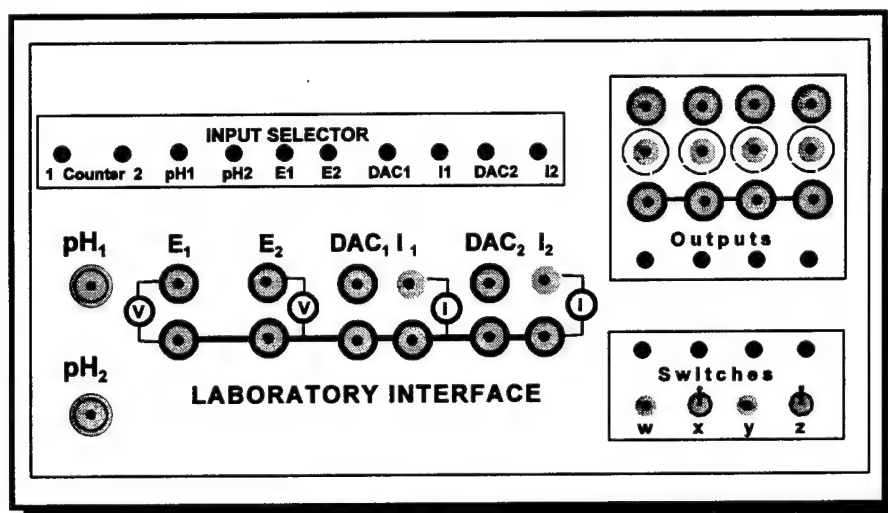 INPUT SELECTOR
1 Counter 2 pH1 pH2 E1 E2 DAC1 I1 DAC2 I2
pH₁ E₁ E₂ DAC₁ I₁ DAC₂ I₂
V V I I
pH₂
LABORATORY INTERFACE
Outputs
Switches
w x y z